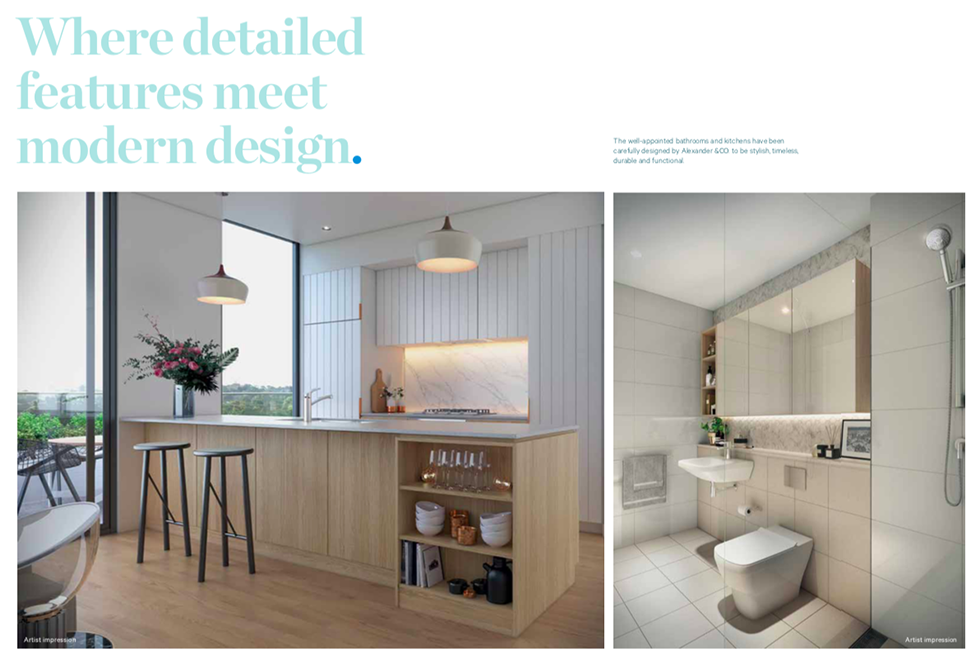 Where detailed
features meet
modern design.
The well-appointed bathrooms and kitchens have been
carefully designed by Alexander &CO. to be stylish, timeless,
durable and functional.
Artist impression
Artist impression